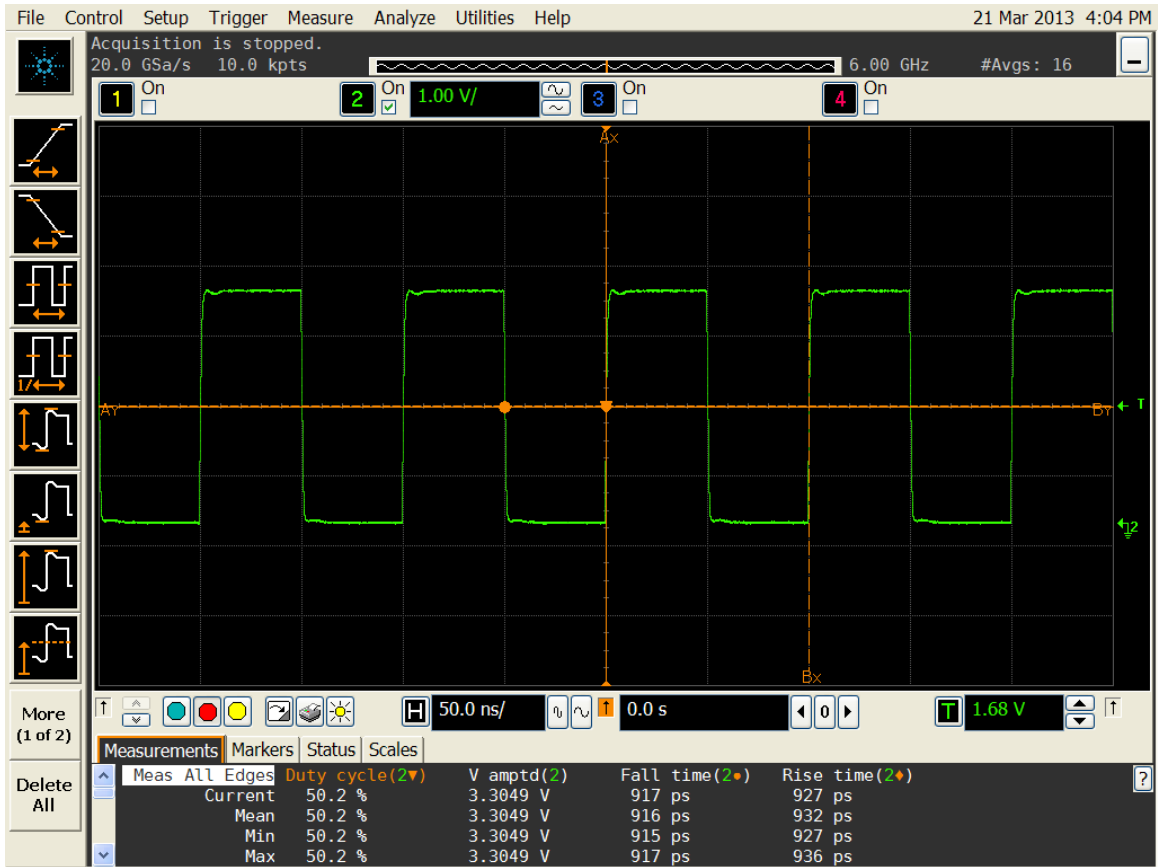 File Control Setup Trigger Measure Analyze Utilities Help 21 Mar 2013 4:04 PM
Acquisition is stopped.
20.0 GSa/s 10.0 kpts 6.00 GHz #Avgs: 16
1 On 2 On 1.00 V/ 3 On 4 On
Ax
AY BY T
2
1/
Bx
More
(1 of 2)
Delete
All
H 50.0 ns/ 0.0 s 0 T 1.68 V
Measurements Markers Status Scales
Meas All Edges Duty cycle(2▼) V amptd(2) Fall time(2●) Rise time(2♦) ?
Current 50.2 % 3.3049 V 917 ps 927 ps
Mean 50.2 % 3.3049 V 916 ps 932 ps
Min 50.2 % 3.3049 V 915 ps 927 ps
Max 50.2 % 3.3049 V 917 ps 936 ps